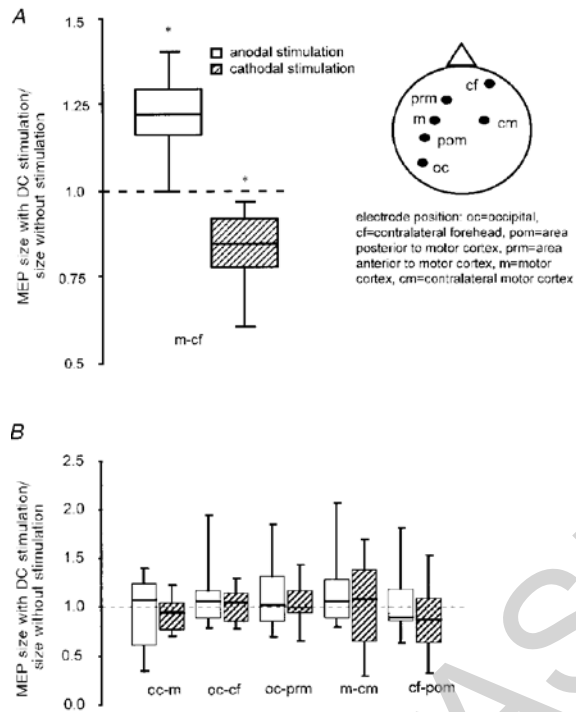 A
1.5
1.25
1.0
0.75
0.5
MEP size with DC stimulation/
size without stimulation
*
*
anodal stimulation
cathodal stimulation
m-cf
cf
prm
m
cm
pom
oc
electrode position: oc=occipital,
cf=contralateral forehead, pom=area
posterior to motor cortex, prm=area
anterior to motor cortex, m=motor
cortex, cm=contralateral motor cortex
B
2.5
2.0
1.5
1.0
0.5
0.0
MEP size with DC stimulation/
size without stimulation
oc-m
oc-cf
oc-prm
m-cm
cf-pom